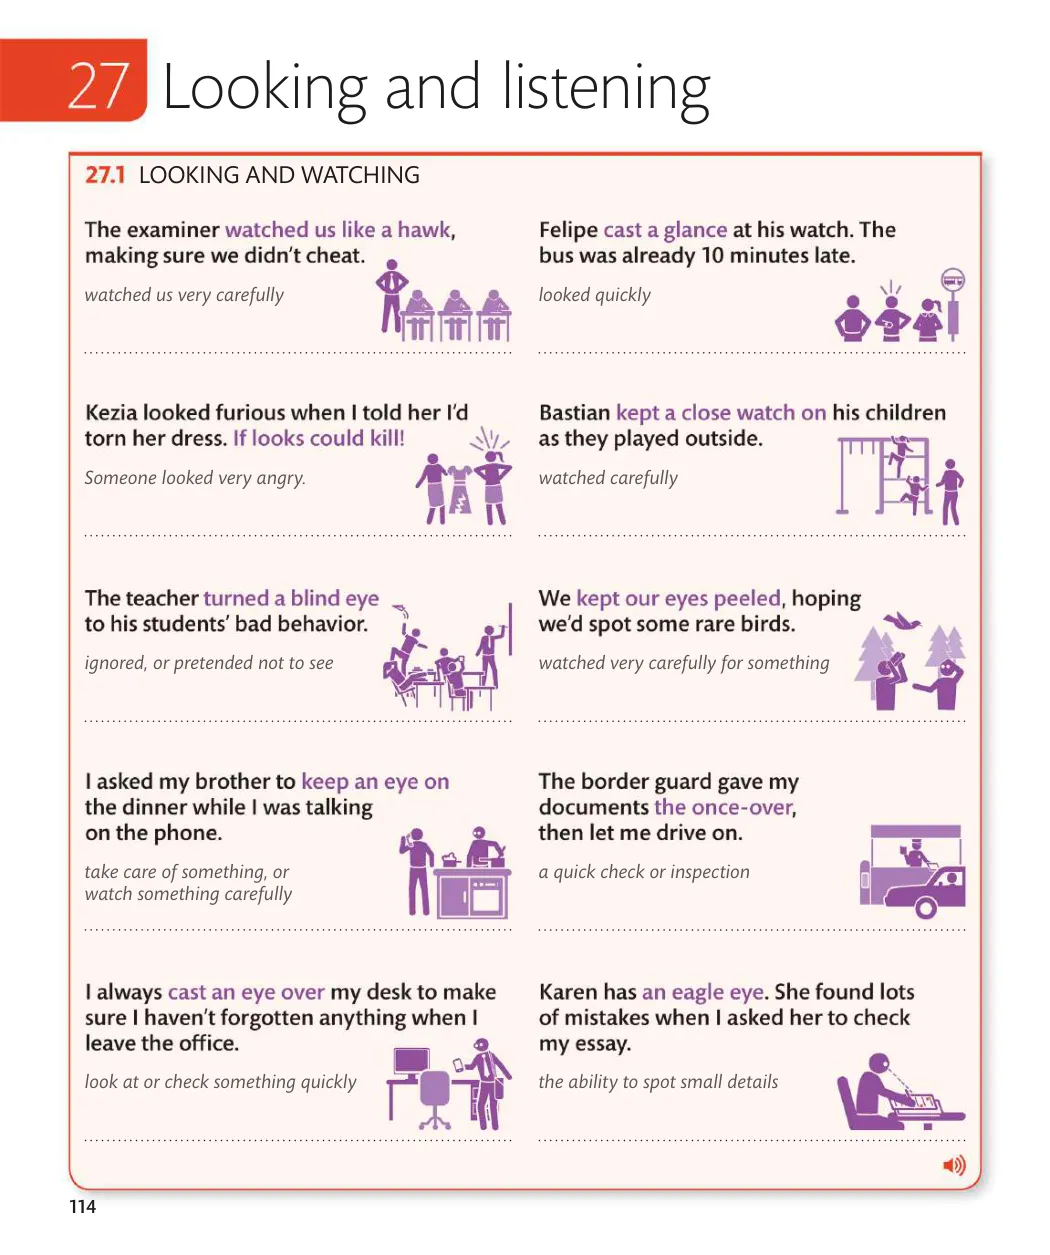 27 Looking and listening
27.1 LOOKING AND WATCHING
The examiner watched us like a hawk,
making sure we didn't cheat.
watched us very carefully
Felipe cast a glance at his watch. The
bus was already 10 minutes late.
looked quickly
Kezia looked furious when I told her I'd
torn her dress. If looks could kill!
Someone looked very angry.
Bastian kept a close watch on his children
as they played outside.
watched carefully
The teacher turned a blind eye
to his students' bad behavior.
ignored, or pretended not to see
We kept our eyes peeled, hoping
we'd spot some rare birds.
watched very carefully for something
I asked my brother to keep an eye on
the dinner while I was talking
on the phone.
take care of something, or
watch something carefully
The border guard gave my
documents the once-over,
then let me drive on.
a quick check or inspection
I always cast an eye over my desk to make
sure I haven't forgotten anything when I
leave the office.
look at or check something quickly
Karen has an eagle eye. She found lots
of mistakes when I asked her to check
my essay.
the ability to spot small details
114